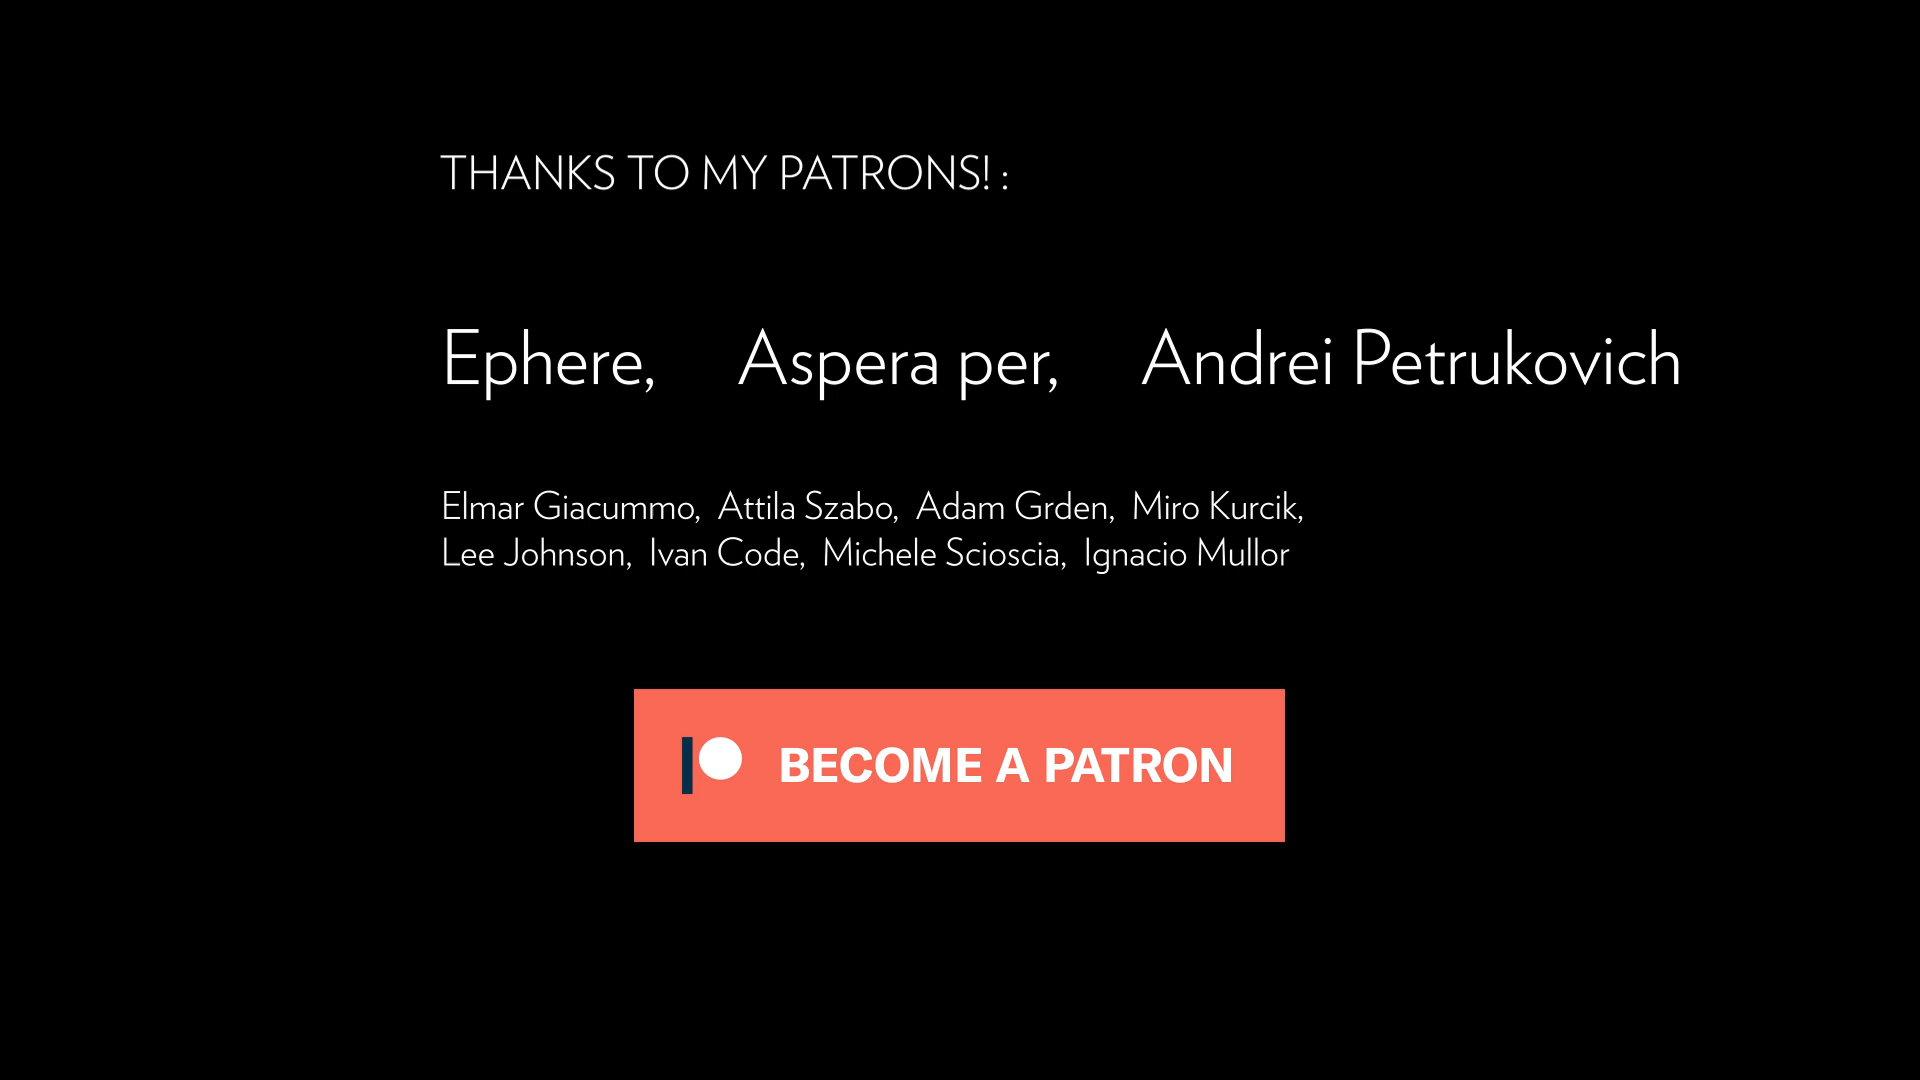 THANKS TO MY PATRONS! :
Ephere, Aspera per, Andrei Petrukovich
Elmar Giacummo, Attila Szabo, Adam Grden, Miro Kurcik,
Lee Johnson, Ivan Code, Michele Scioscia, Ignacio Mullor
BECOME A PATRON